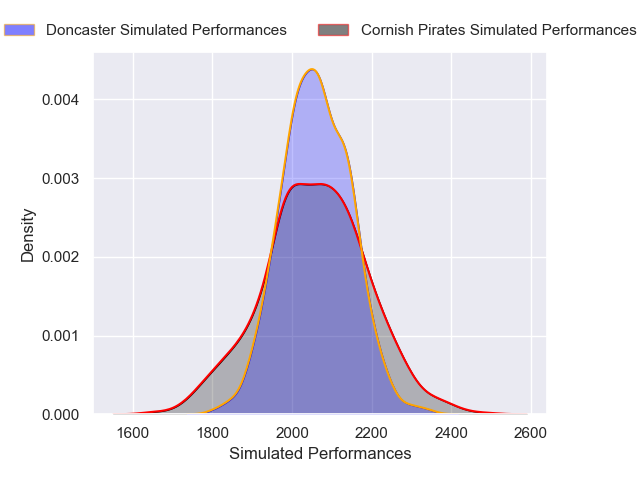 Doncaster Simulated Performances
Cornish Pirates Simulated Performances
0.004
0.003
0.002
0.001
0.000
Density
1600 1800 2000 2200 2400 2600
Simulated Performances